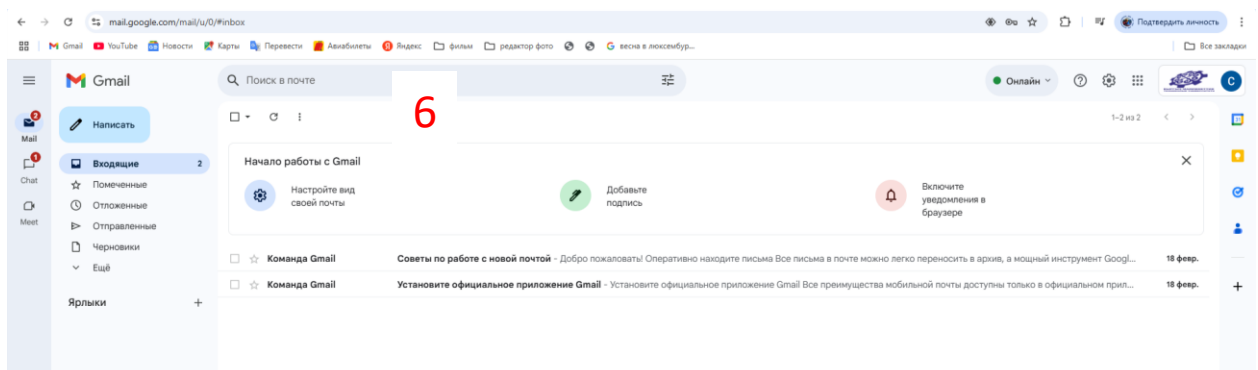 mail.google.com/mail/u/0/#inbox
Подтвердить личность
Gmail YouTube Новости Карты Перевести Авиабилеты Яндекс фильм редактор фото весна в люксембур... Все закладки
Gmail
Поиск в почте
Онлайн
С
6
2
Mail
Написать
1–2 из 2
1
Chat
Meet
Входящие 2
Помеченные
Отложенные
Отправленные
Черновики
Ещё
Ярлыки
Начало работы с Gmail
Настройте вид
своей почты
Добавьте
подпись
Включите
уведомления в
браузере
Команда Gmail Советы по работе с новой почтой - Добро пожаловать! Оперативно находите письма Все письма в почте можно легко переносить в архив, а мощный инструмент Googl... 18 февр.
Команда Gmail Установите официальное приложение Gmail - Установите официальное приложение Gmail Все преимущества мобильной почты доступны только в официальном прил... 18 февр.